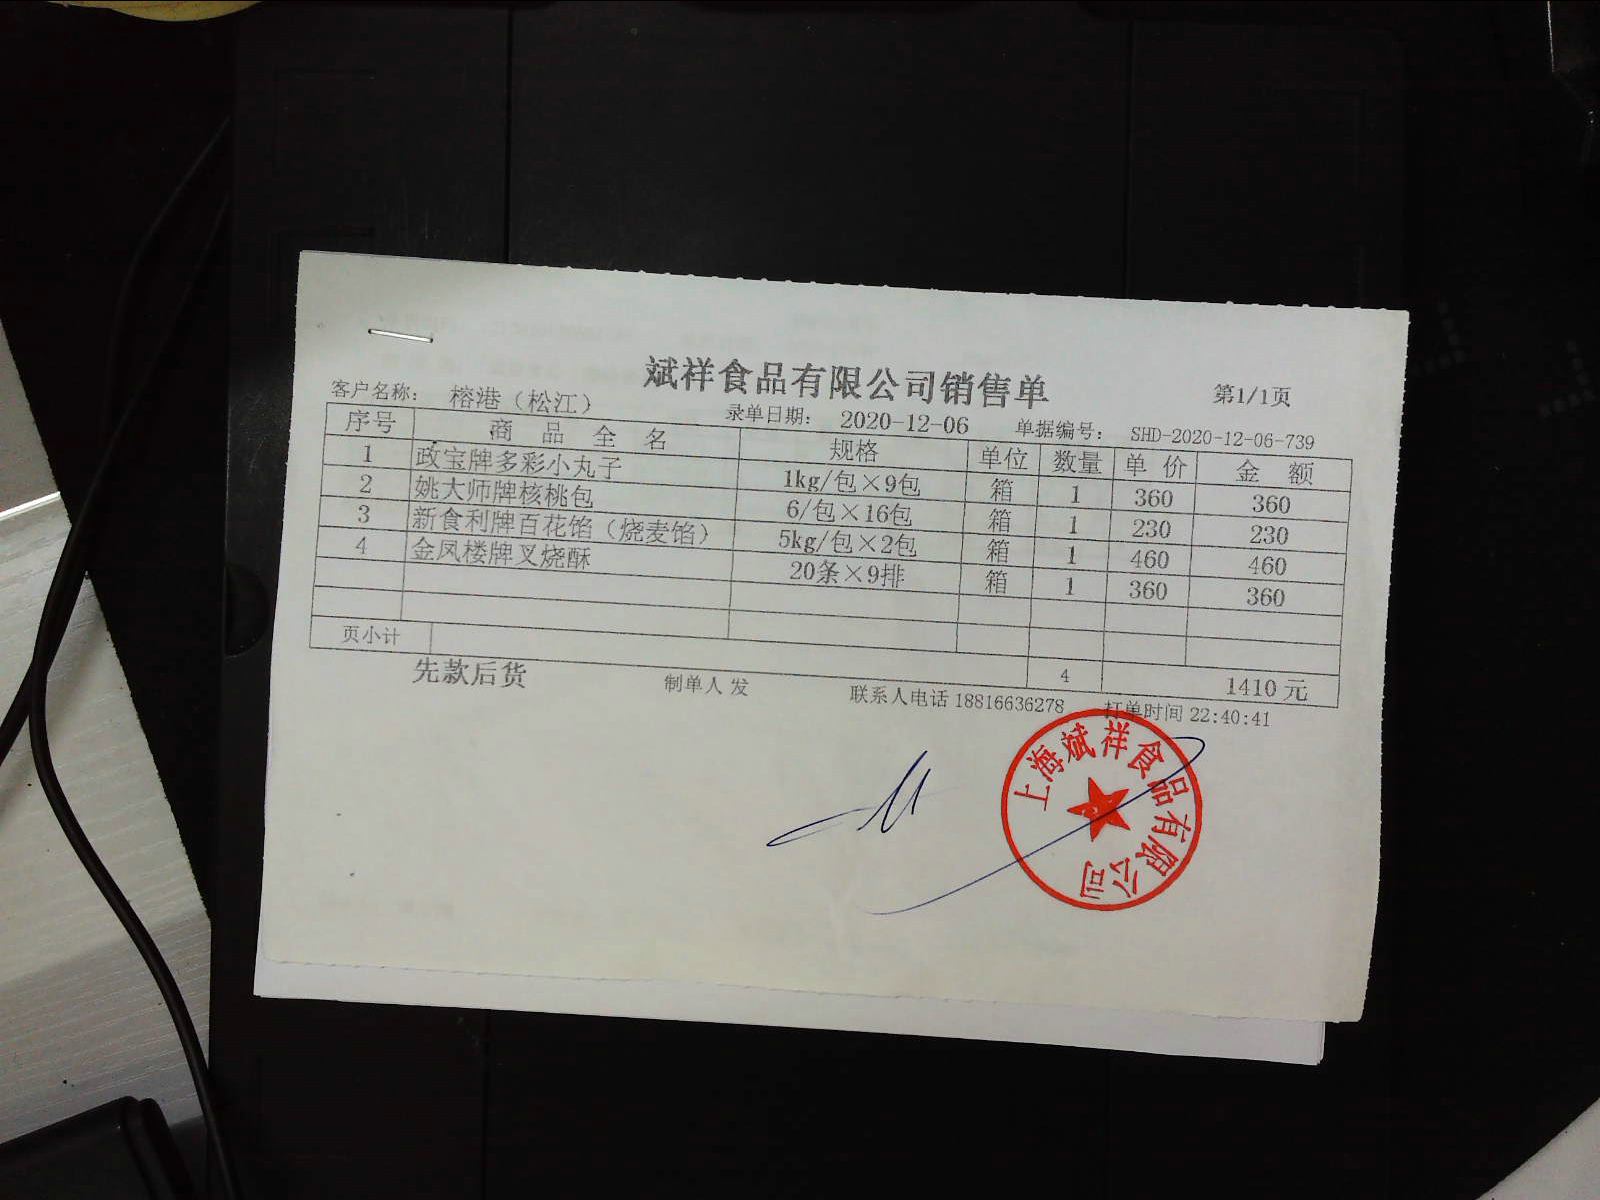 斌祥食品有限公司销售单
第1/1页
客户名称: 榕港（松江） 录单日期: 2020-12-06 单据编号: SHD-2020-12-06-739
序号 商品全名 规格 单位 数量 单价 金额
1 政宝牌多彩小丸子 1kg/包×9包 箱 1 360 360
2 姚大师牌核桃包 6/包×16包 箱 1 230 230
3 新食利牌百花馅（烧麦馅） 5kg/包×2包 箱 1 460 460
4 金凤楼牌叉烧酥 20条×9排 箱 1 360 360
页小计 4 1410 元
先款后货 制单人 发 联系人电话 18816636278 打单时间 22:40:41
上海斌祥食品有限公司